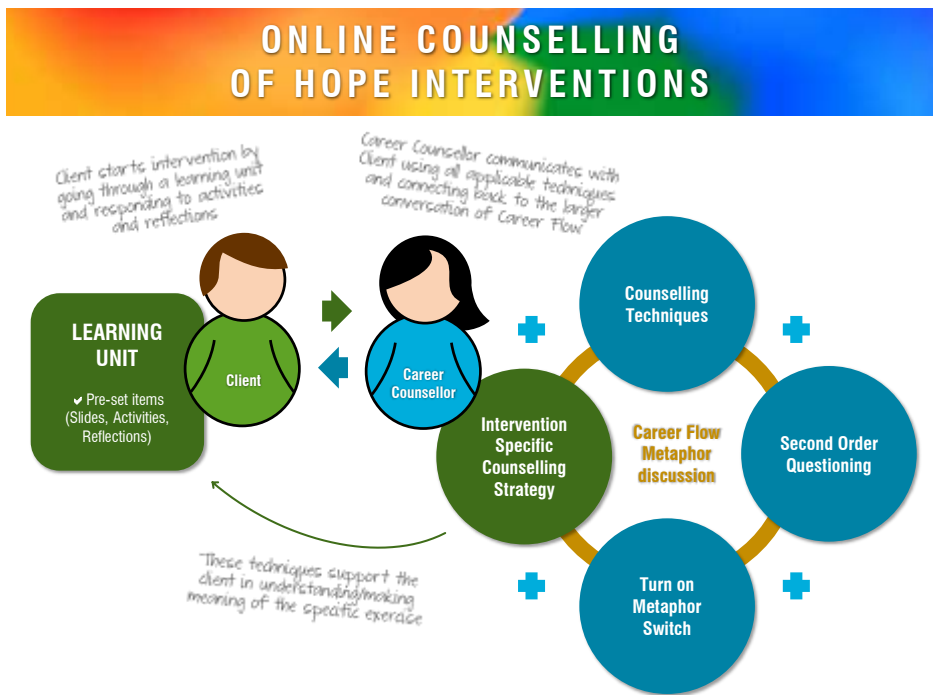 ONLINE COUNSELLING
OF HOPE INTERVENTIONS
Client starts intervention by
going through a learning unit
and responding to activities
and reflections
Career Counsellor communicates with
Client using all applicable techniques
and connecting back to the larger
conversation of Career Flow
LEARNING
UNIT
✔ Pre-set items
(Slides, Activities,
Reflections)
Client
Career
Counsellor
Intervention
Specific
Counselling
Strategy
Counselling
Techniques
Career Flow
Metaphor
discussion
Second Order
Questioning
Turn on
Metaphor
Switch
These techniques support the
client in understanding/making
meaning of the specific exercise